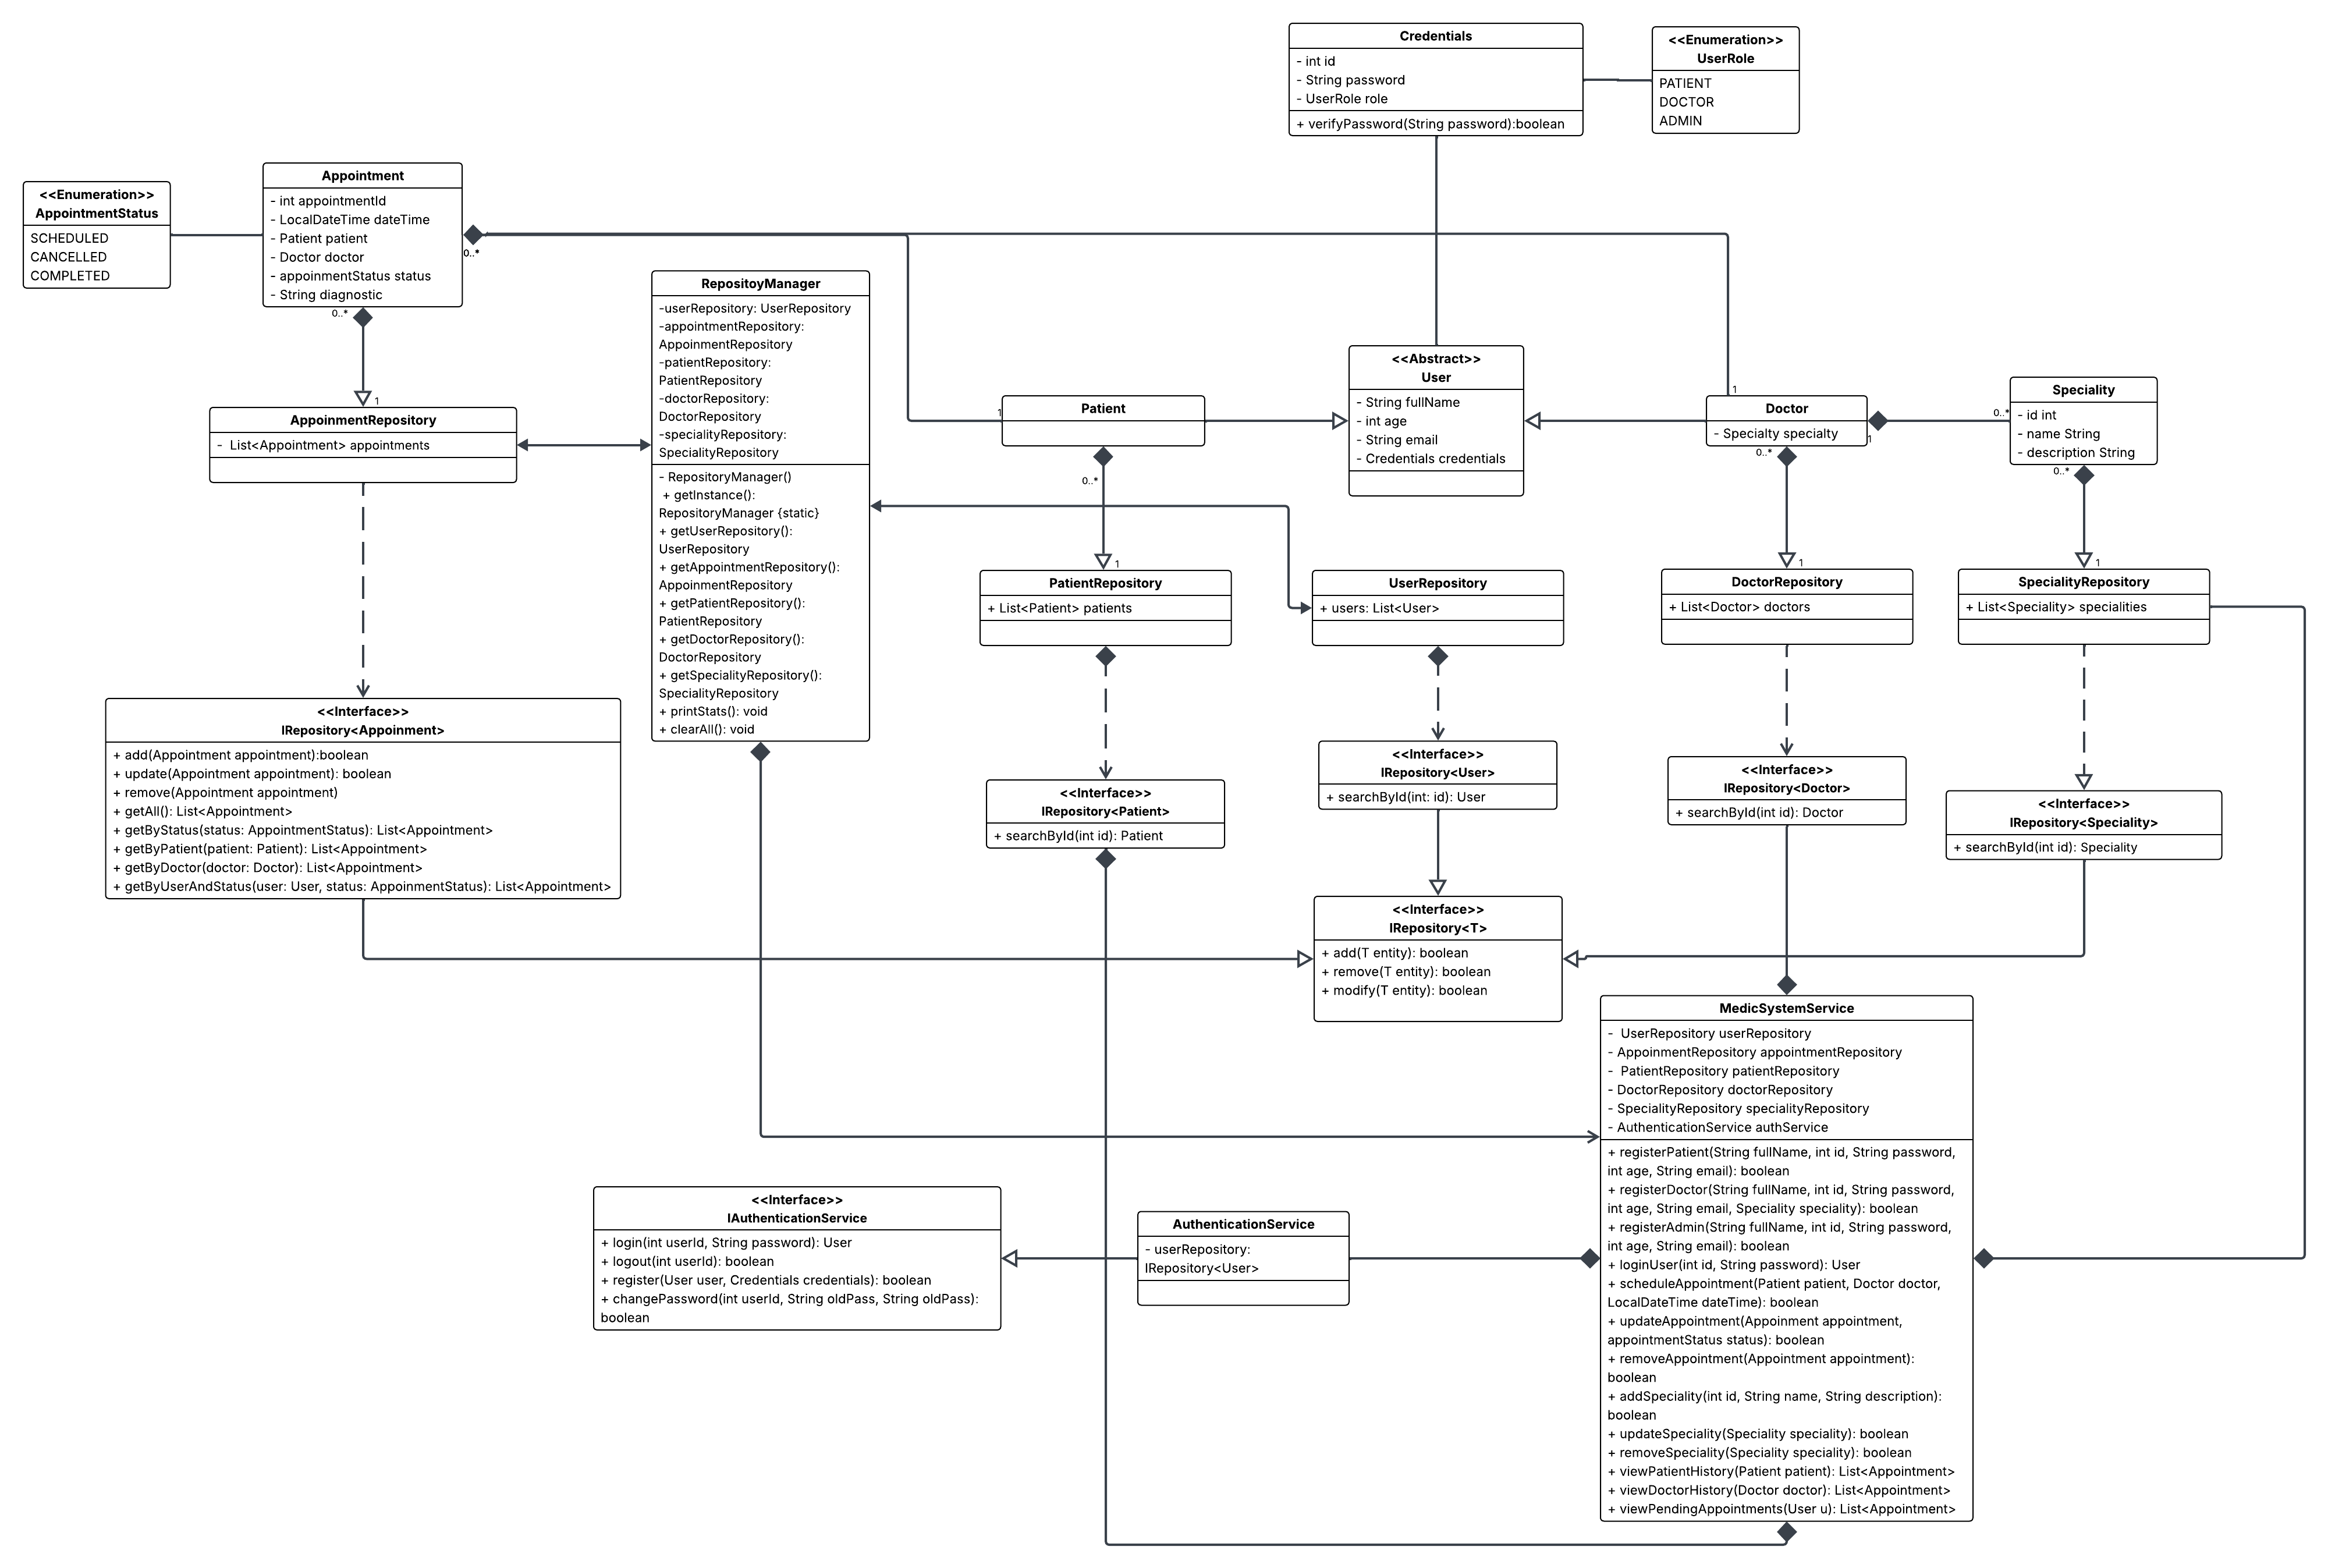 Credentials
- int id
- String password
- UserRole role
+ verifyPassword(String password):boolean
<<Enumeration>>
UserRole
PATIENT
DOCTOR
ADMIN
<<Enumeration>>
AppointmentStatus
SCHEDULED
CANCELLED
COMPLETED
Appointment
- int appointmentId
- LocalDateTime dateTime
- Patient patient
- Doctor doctor
- appoinmentStatus status
- String diagnostic
0..*
0..*
1
RepositoyManager
-userRepository: UserRepository
-appointmentRepository:
AppoinmentRepository
-patientRepository:
PatientRepository
-doctorRepository:
DoctorRepository
-specialityRepository:
SpecialityRepository
- RepositoryManager()
+ getInstance():
RepositoryManager {static}
+ getUserRepository():
UserRepository
+ getAppointmentRepository():
AppoinmentRepository
+ getPatientRepository():
PatientRepository
+ getDoctorRepository():
DoctorRepository
+ getSpecialityRepository():
SpecialityRepository
+ printStats(): void
+ clearAll(): void
AppoinmentRepository
- List<Appointment> appointments
1
Patient
0..*
1
<<Abstract>>
User
- String fullName
- int age
- String email
- Credentials credentials
1
Doctor
- Specialty specialty
1
0..*
0..*
1
Speciality
- id int
- name String
- description String
0..*
1
PatientRepository
+ List<Patient> patients
UserRepository
+ users: List<User>
DoctorRepository
+ List<Doctor> doctors
SpecialityRepository
+ List<Speciality> specialities
<<Interface>>
IRepository<Appoinment>
+ add(Appointment appointment):boolean
+ update(Appointment appointment): boolean
+ remove(Appointment appointment)
+ getAll(): List<Appointment>
+ getByStatus(status: AppointmentStatus): List<Appointment>
+ getByPatient(patient: Patient): List<Appointment>
+ getByDoctor(doctor: Doctor): List<Appointment>
+ getByUserAndStatus(user: User, status: AppoinmentStatus): List<Appointment>
<<Interface>>
IRepository<Patient>
+ searchById(int id): Patient
<<Interface>>
IRepository<User>
+ searchById(int: id): User
<<Interface>>
IRepository<Doctor>
+ searchById(int id): Doctor
<<Interface>>
IRepository<Speciality>
+ searchById(int id): Speciality
<<Interface>>
IRepository<T>
+ add(T entity): boolean
+ remove(T entity): boolean
+ modify(T entity): boolean
MedicSystemService
- UserRepository userRepository
- AppoinmentRepository appointmentRepository
- PatientRepository patientRepository
- DoctorRepository doctorRepository
- SpecialityRepository specialityRepository
- AuthenticationService authService
+ registerPatient(String fullName, int id, String password,
int age, String email): boolean
+ registerDoctor(String fullName, int id, String password,
int age, String email, Speciality speciality): boolean
+ registerAdmin(String fullName, int id, String password,
int age, String email): boolean
+ loginUser(int id, String password): User
+ scheduleAppointment(Patient patient, Doctor doctor,
LocalDateTime dateTime): boolean
+ updateAppointment(Appoinment appointment,
appointmentStatus status): boolean
+ removeAppointment(Appointment appointment):
boolean
+ addSpeciality(int id, String name, String description):
boolean
+ updateSpeciality(Speciality speciality): boolean
+ removeSpeciality(Speciality speciality): boolean
+ viewPatientHistory(Patient patient): List<Appointment>
+ viewDoctorHistory(Doctor doctor): List<Appointment>
+ viewPendingAppointments(User u): List<Appointment>
<<Interface>>
IAuthenticationService
+ login(int userId, String password): User
+ logout(int userId): boolean
+ register(User user, Credentials credentials): boolean
+ changePassword(int userId, String oldPass, String oldPass):
boolean
AuthenticationService
- userRepository:
IRepository<User>